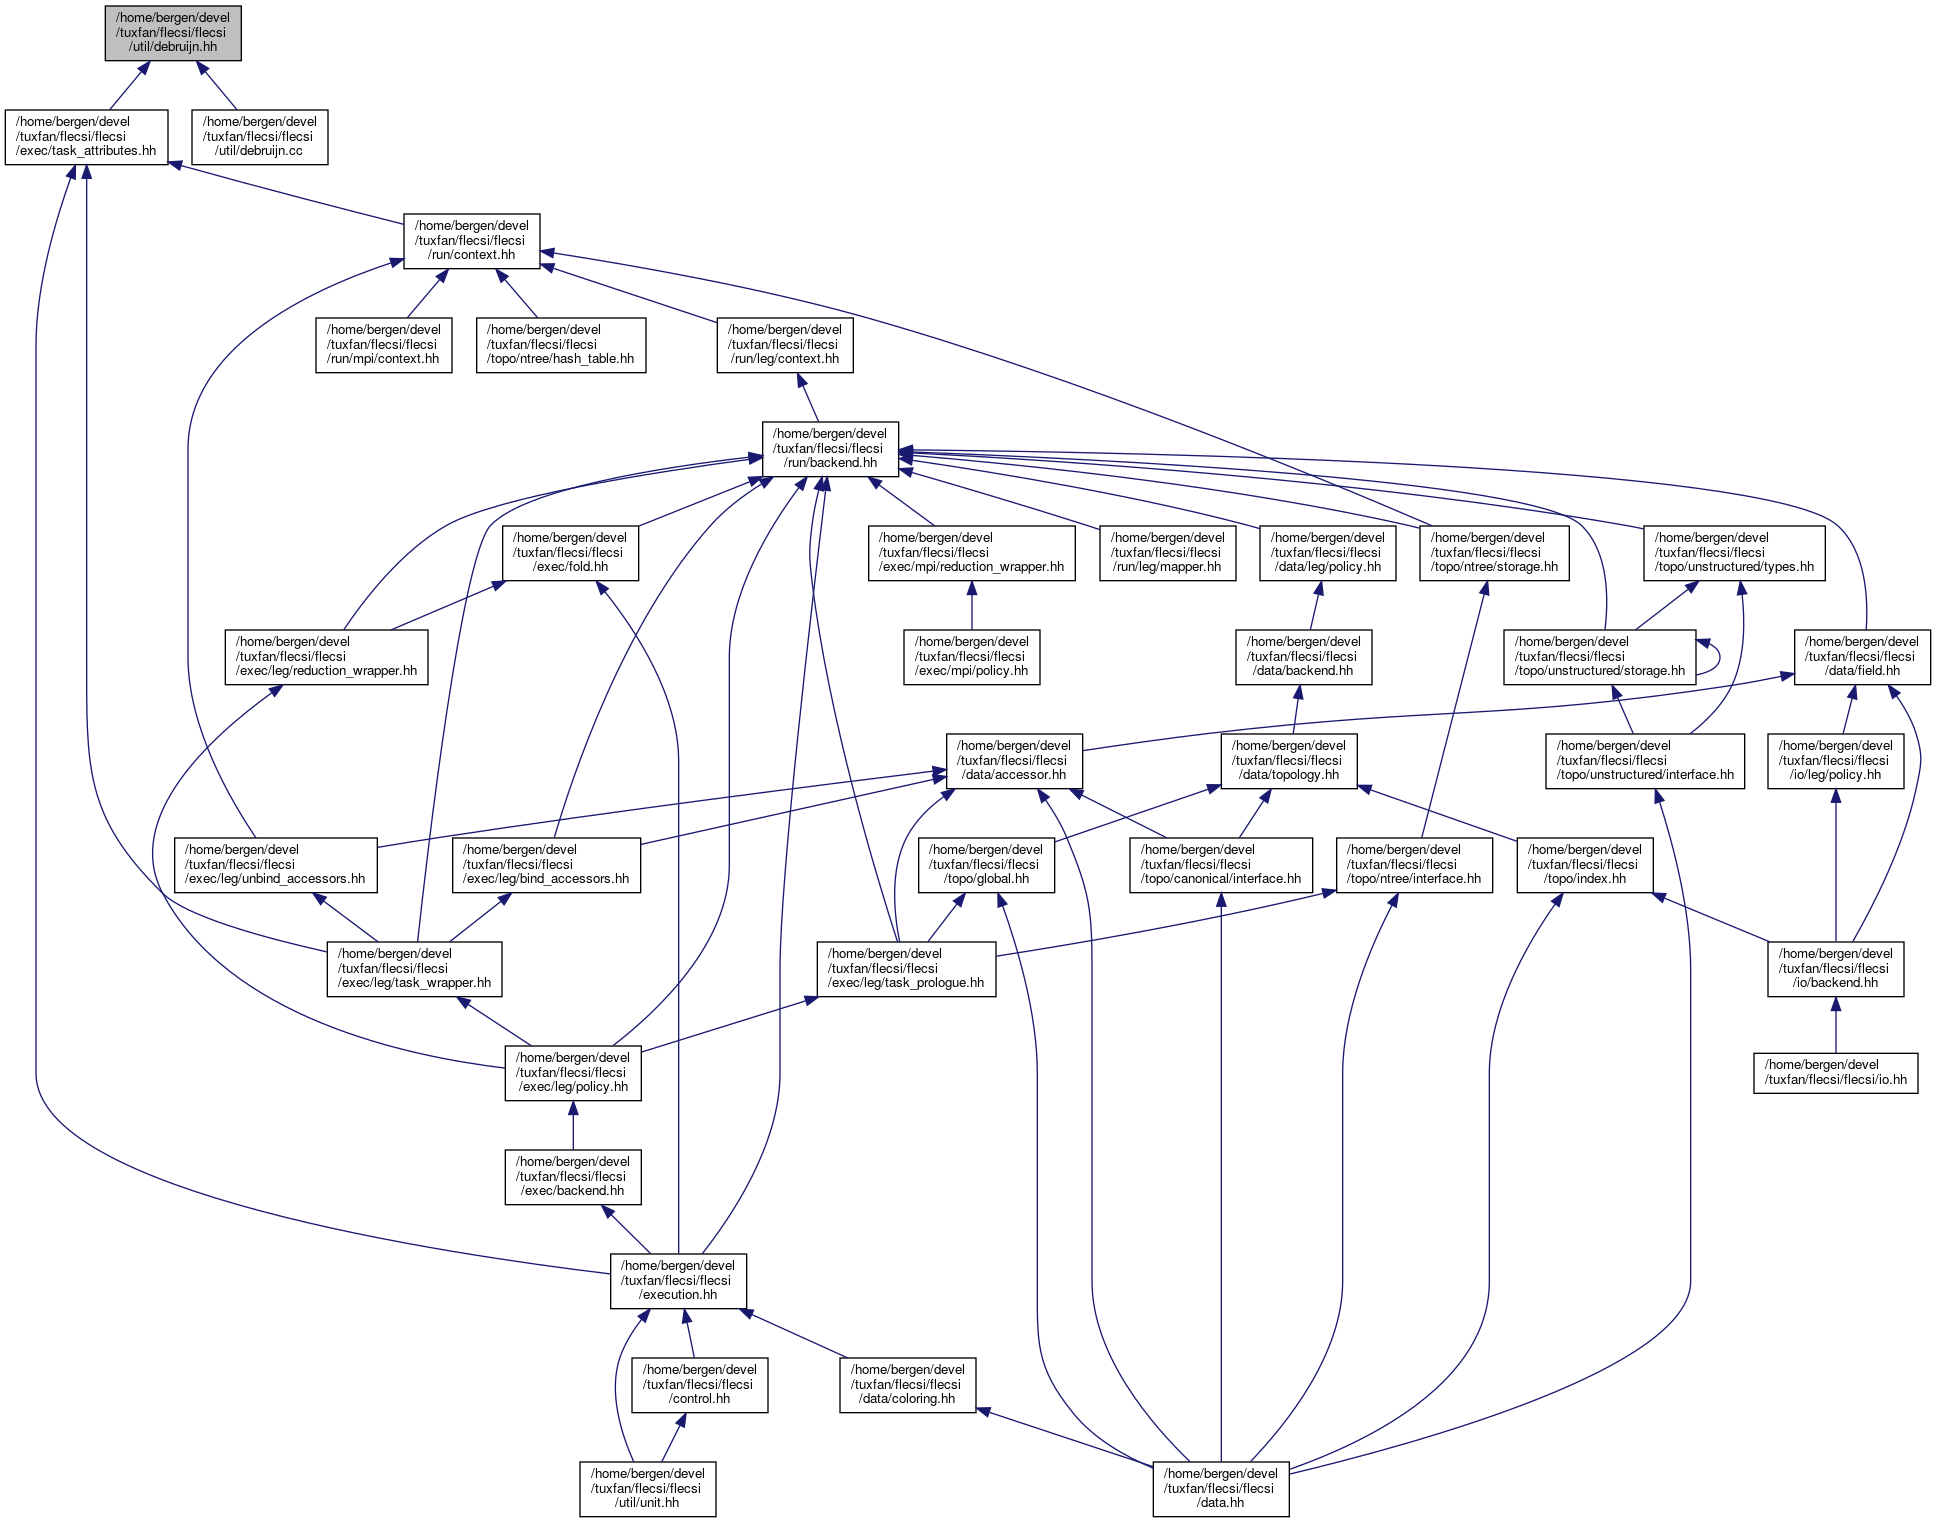 /home/bergen/devel
/tuxfan/flecsi/flecsi
/util/debruijn.hh
/home/bergen/devel
/tuxfan/flecsi/flecsi
/exec/task_attributes.hh
/home/bergen/devel
/tuxfan/flecsi/flecsi
/util/debruijn.cc
/home/bergen/devel
/tuxfan/flecsi/flecsi
/run/context.hh
/home/bergen/devel
/tuxfan/flecsi/flecsi
/run/mpi/context.hh
/home/bergen/devel
/tuxfan/flecsi/flecsi
/topo/ntree/hash_table.hh
/home/bergen/devel
/tuxfan/flecsi/flecsi
/run/leg/context.hh
/home/bergen/devel
/tuxfan/flecsi/flecsi
/run/backend.hh
/home/bergen/devel
/tuxfan/flecsi/flecsi
/exec/fold.hh
/home/bergen/devel
/tuxfan/flecsi/flecsi
/exec/mpi/reduction_wrapper.hh
/home/bergen/devel
/tuxfan/flecsi/flecsi
/run/leg/mapper.hh
/home/bergen/devel
/tuxfan/flecsi/flecsi
/data/leg/policy.hh
/home/bergen/devel
/tuxfan/flecsi/flecsi
/topo/ntree/storage.hh
/home/bergen/devel
/tuxfan/flecsi/flecsi
/topo/unstructured/types.hh
/home/bergen/devel
/tuxfan/flecsi/flecsi
/exec/leg/reduction_wrapper.hh
/home/bergen/devel
/tuxfan/flecsi/flecsi
/exec/mpi/policy.hh
/home/bergen/devel
/tuxfan/flecsi/flecsi
/data/backend.hh
/home/bergen/devel
/tuxfan/flecsi/flecsi
/topo/unstructured/storage.hh
/home/bergen/devel
/tuxfan/flecsi/flecsi
/data/field.hh
/home/bergen/devel
/tuxfan/flecsi/flecsi
/data/accessor.hh
/home/bergen/devel
/tuxfan/flecsi/flecsi
/data/topology.hh
/home/bergen/devel
/tuxfan/flecsi/flecsi
/topo/unstructured/interface.hh
/home/bergen/devel
/tuxfan/flecsi/flecsi
/io/leg/policy.hh
/home/bergen/devel
/tuxfan/flecsi/flecsi
/exec/leg/unbind_accessors.hh
/home/bergen/devel
/tuxfan/flecsi/flecsi
/exec/leg/bind_accessors.hh
/home/bergen/devel
/tuxfan/flecsi/flecsi
/topo/global.hh
/home/bergen/devel
/tuxfan/flecsi/flecsi
/topo/canonical/interface.hh
/home/bergen/devel
/tuxfan/flecsi/flecsi
/topo/ntree/interface.hh
/home/bergen/devel
/tuxfan/flecsi/flecsi
/topo/index.hh
/home/bergen/devel
/tuxfan/flecsi/flecsi
/exec/leg/task_wrapper.hh
/home/bergen/devel
/tuxfan/flecsi/flecsi
/exec/leg/task_prologue.hh
/home/bergen/devel
/tuxfan/flecsi/flecsi
/io/backend.hh
/home/bergen/devel
/tuxfan/flecsi/flecsi
/exec/leg/policy.hh
/home/bergen/devel
/tuxfan/flecsi/flecsi/io.hh
/home/bergen/devel
/tuxfan/flecsi/flecsi
/exec/backend.hh
/home/bergen/devel
/tuxfan/flecsi/flecsi
/execution.hh
/home/bergen/devel
/tuxfan/flecsi/flecsi
/control.hh
/home/bergen/devel
/tuxfan/flecsi/flecsi
/data/coloring.hh
/home/bergen/devel
/tuxfan/flecsi/flecsi
/util/unit.hh
/home/bergen/devel
/tuxfan/flecsi/flecsi
/data.hh